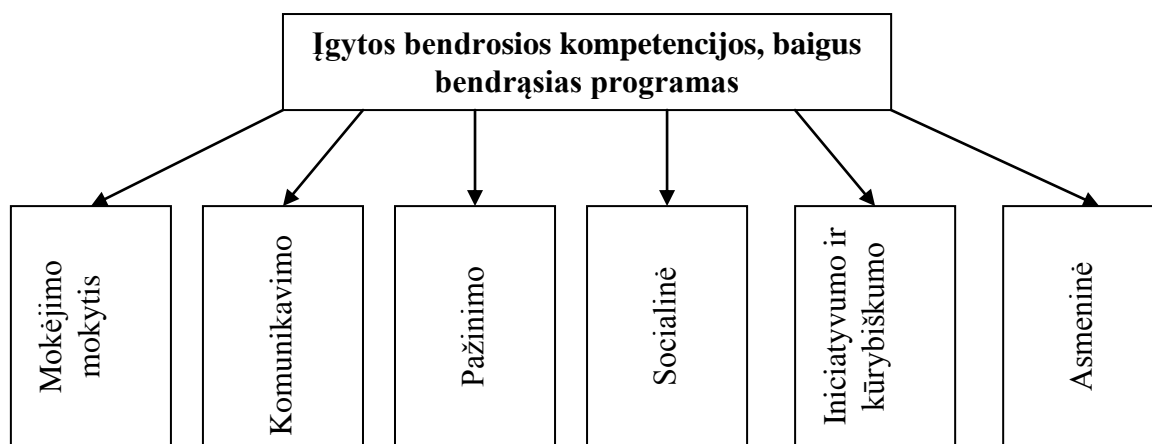 Įgytos bendrosios kompetencijos, baigus
bendrąsias programas
Mokėjimo
mokytis
Komunikavimo
Pažinimo
Socialinė
Iniciatyvumo ir
kūrybiškumo
Asmeninė